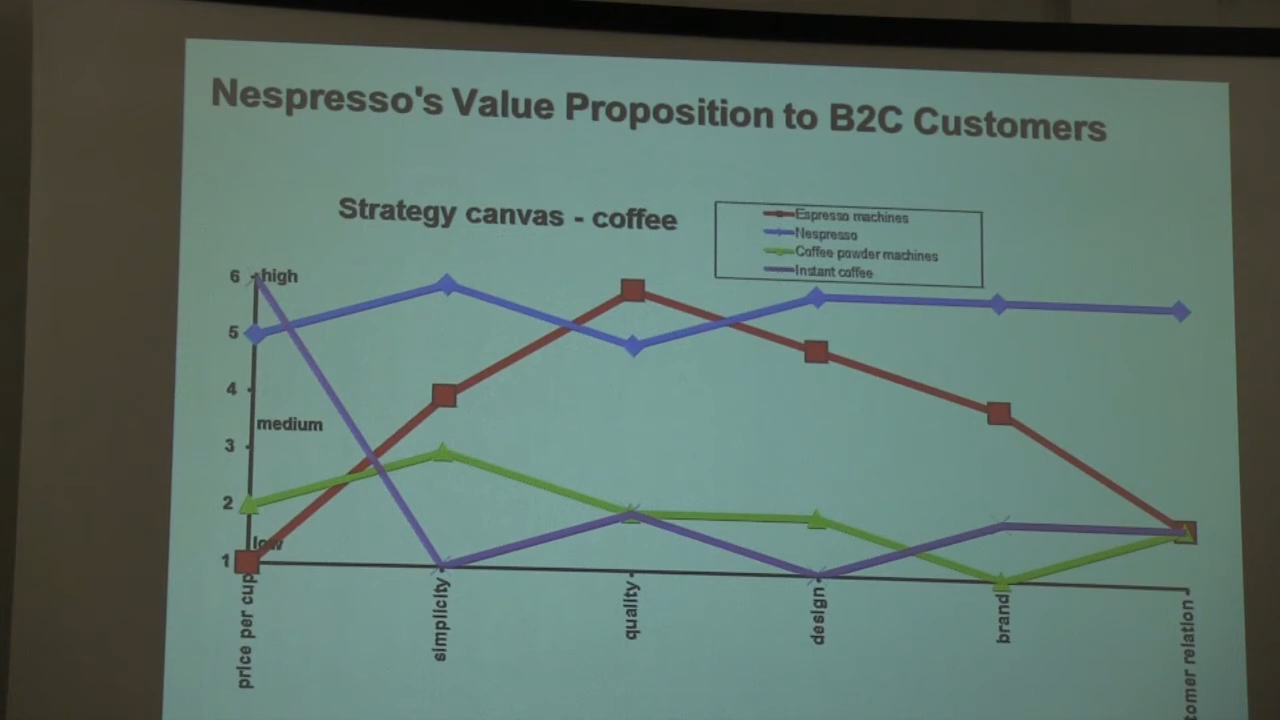 Nespresso's Value Proposition to B2C Customers
Strategy canvas - coffee
Espresso machines
Nespresso
Coffee powder machines
Instant coffee
6
high
5
4
medium
3
2
low
1
price per cup
simplicity
quality
design
brand
tomer relation